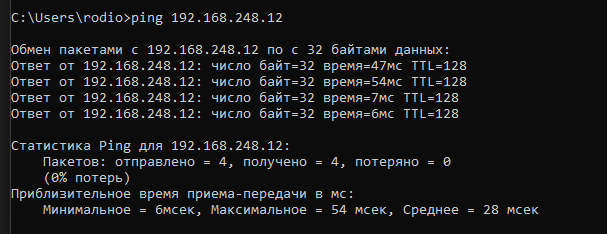 C:\Users\rodio>ping 192.168.248.12
Обмен пакетами с 192.168.248.12 по с 32 байтами данных:
Ответ от 192.168.248.12: число байт=32 время=47мс TTL=128
Ответ от 192.168.248.12: число байт=32 время=54мс TTL=128
Ответ от 192.168.248.12: число байт=32 время=7мс TTL=128
Ответ от 192.168.248.12: число байт=32 время=6мс TTL=128
Статистика Ping для 192.168.248.12:
Пакетов: отправлено = 4, получено = 4, потеряно = 0
(0% потерь)
Приблизительное время приема-передачи в мс:
Минимальное = 6мсек, Максимальное = 54 мсек, Среднее = 28 мсек